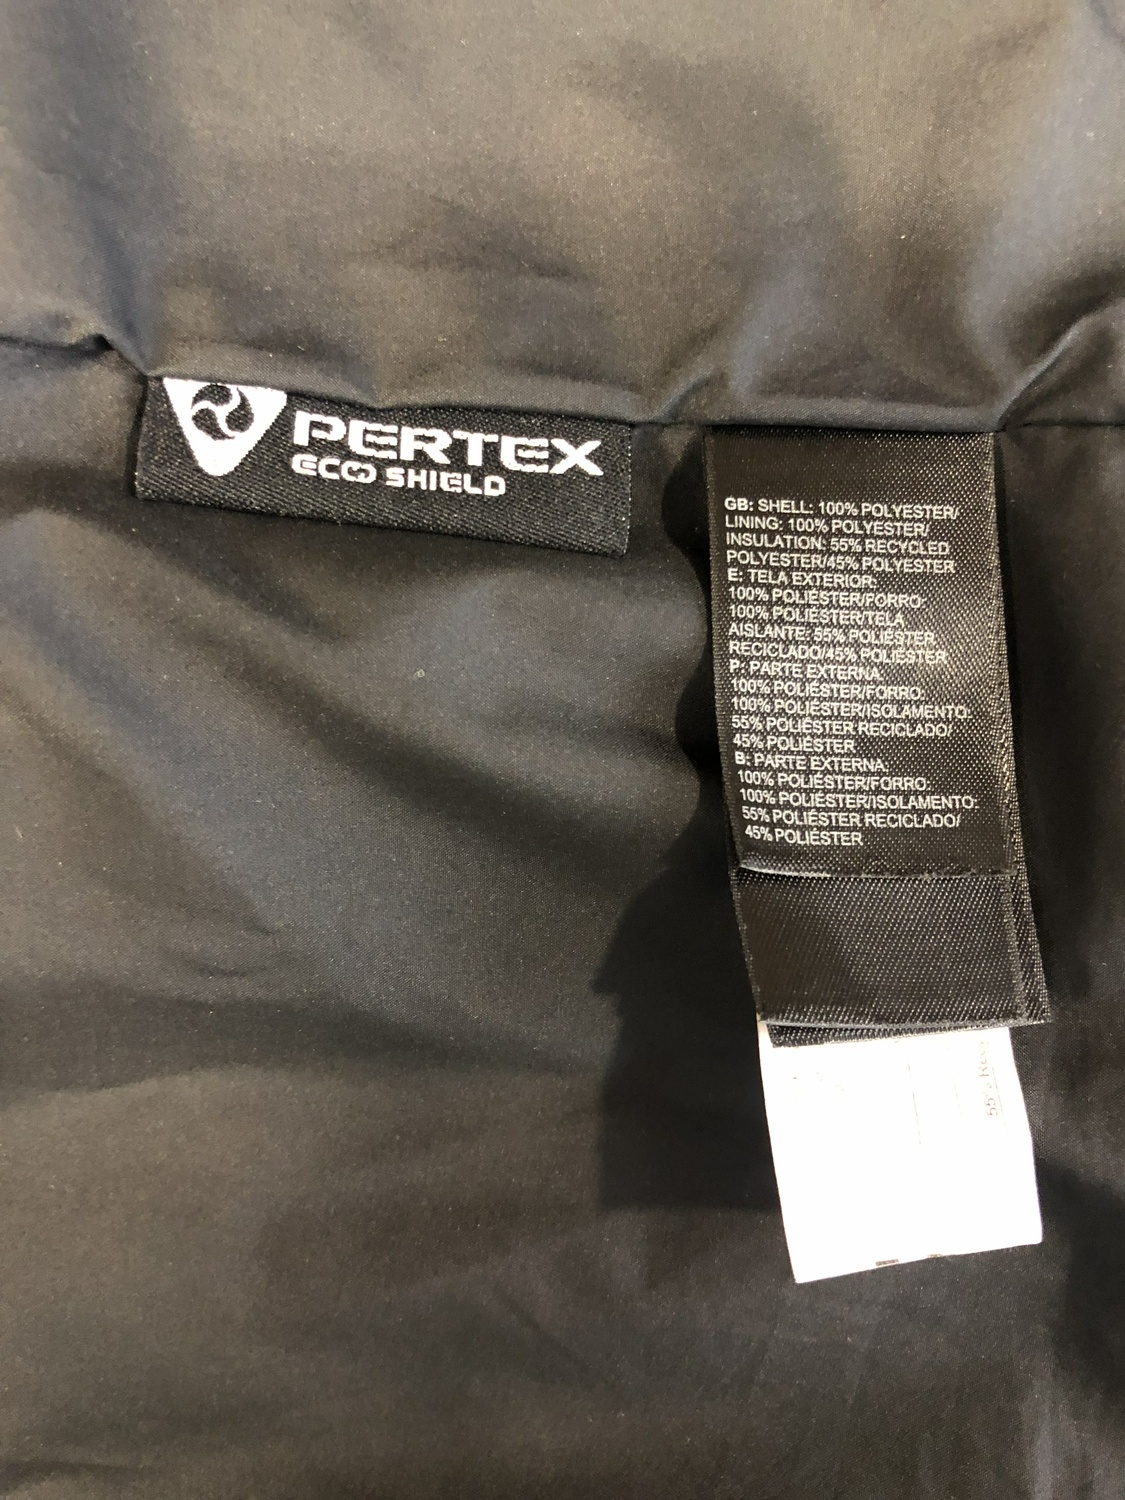 PERTEX
ECO SHIELD
GB: SHELL: 100% POLYESTER/
LINING: 100% POLYESTER/
INSULATION: 55% RECYCLED
POLYESTER/45% POLYESTER
E: TELA EXTERIOR:
100% POLIÉSTER/FORRO:
100% POLIÉSTER/TELA
AISLANTE: 55% POLIÉSTER
RECICLADO/45% POLIÉSTER
P: PARTE EXTERNA
100% POLIÉSTER/FORRO:
100% POLIÉSTER/ISOLAMENTO:
55% POLIÉSTER RECICLADO/
45% POLIÉSTER
B: PARTE EXTERNA
100% POLIÉSTER/FORRO
100% POLIÉSTER/ISOLAMENTO:
55% POLIÉSTER RECICLADO/
45% POLIÉSTER
55%